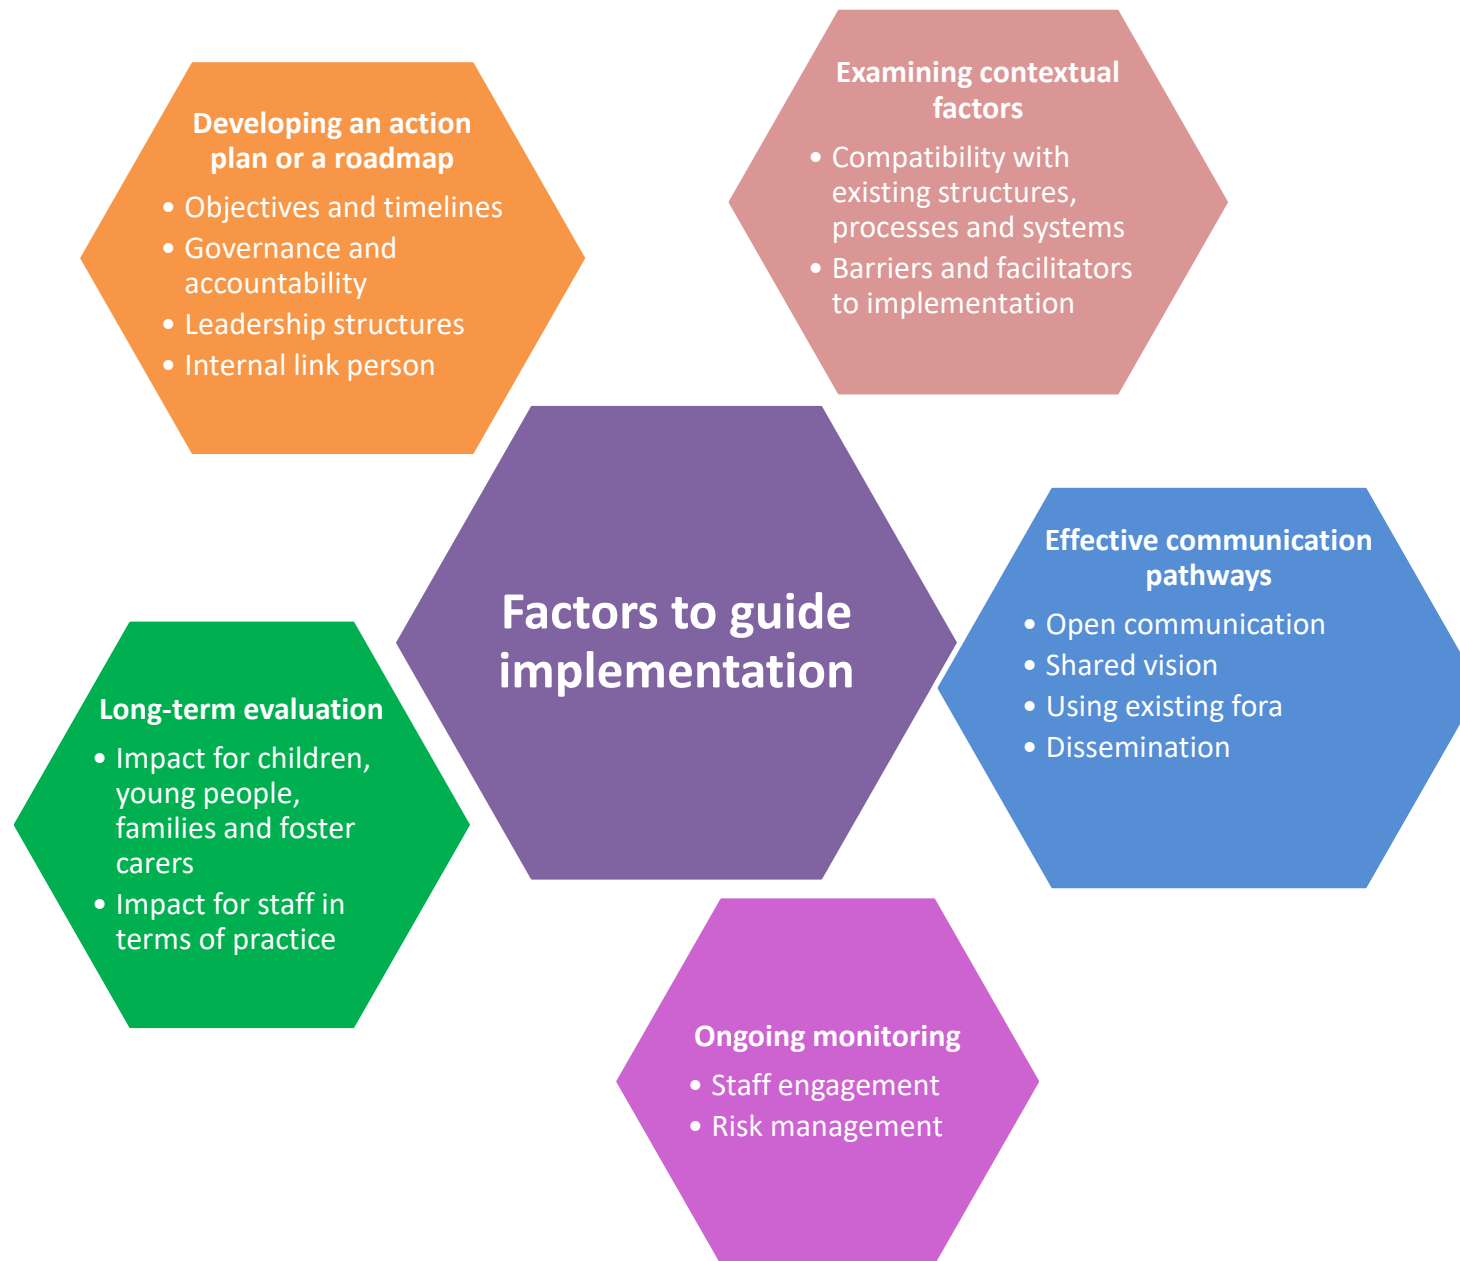 Developing an action
plan or a roadmap
• Objectives and timelines
• Governance and
accountability
• Leadership structures
• Internal link person
Examining contextual
factors
• Compatibility with
existing structures,
processes and systems
• Barriers and facilitators
to implementation
Factors to guide
implementation
Effective communication
pathways
• Open communication
• Shared vision
• Using existing fora
• Dissemination
Long-term evaluation
• Impact for children,
young people,
families and foster
carers
• Impact for staff in
terms of practice
Ongoing monitoring
• Staff engagement
• Risk management